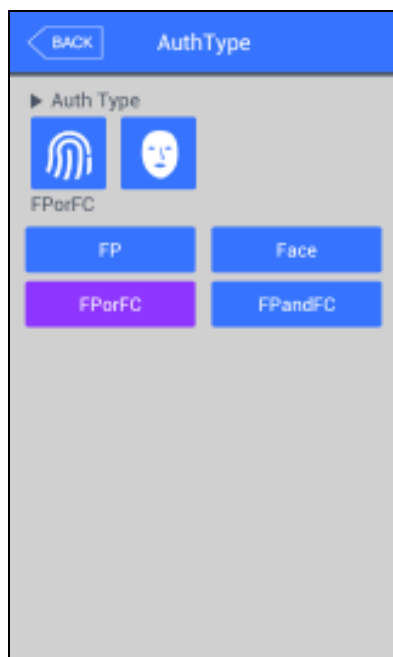 BACK AuthType
▶ Auth Type
FPorFC
FP Face
FPorFC FPandFC